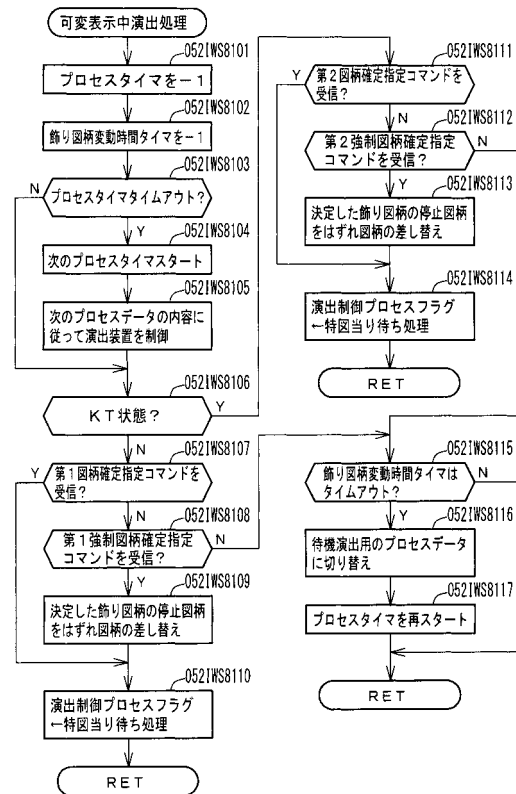 可変表示中演出処理
052IWS8101
プロセスタイマを－1
052IWS8102
飾り図柄変動時間タイマを－1
052IWS8103
N
プロセスタイマタイムアウト?
Y
052IWS8104
次のプロセスタイマスタート
052IWS8105
次のプロセスデータの内容に
従って演出装置を制御
052IWS8106
KT状態?
Y
N
052IWS8107
Y
第1図柄確定指定コマンドを
受信?
N
052IWS8108
第1強制図柄確定指定
コマンドを受信?
N
Y
052IWS8109
決定した飾り図柄の停止図柄
をはずれ図柄の差し替え
052IWS8110
演出制御プロセスフラグ
←特図当り待ち処理
RET
052IWS8111
Y
第2図柄確定指定コマンドを
受信?
N
052IWS8112
第2強制図柄確定指定
コマンドを受信?
N
Y
052IWS8113
決定した飾り図柄の停止図柄
をはずれ図柄の差し替え
052IWS8114
演出制御プロセスフラグ
←特図当り待ち処理
RET
052IWS8115
飾り図柄変動時間タイマは
タイムアウト?
N
Y
052IWS8116
待機演出用のプロセスデータ
に切り替え
052IWS8117
プロセスタイマを再スタート
RET